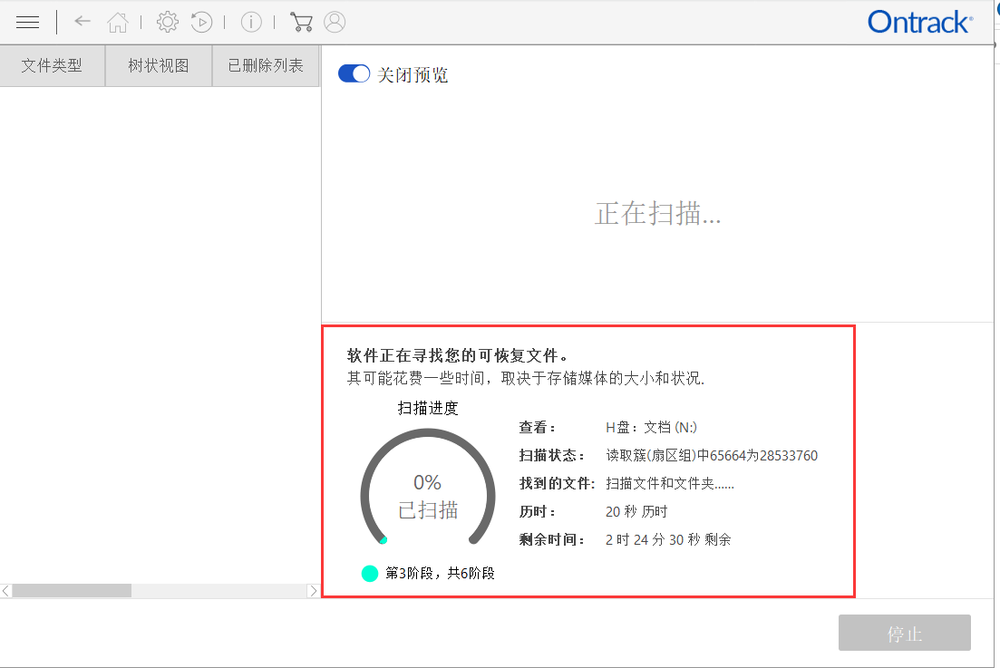 Ontrack
文件类型 树状视图 已删除列表
关闭预览
正在扫描...
软件正在寻找您的可恢复文件。
其可能花费一些时间，取决于存储媒体的大小和状况.
扫描进度
0%
已扫描
第3阶段，共6阶段
查看： H盘：文档 (N:)
扫描状态： 读取簇(扇区组)中65664为28533760
找到的文件: 扫描文件和文件夹......
历时： 20 秒 历时
剩余时间： 2 时 24 分 30 秒 剩余
停止